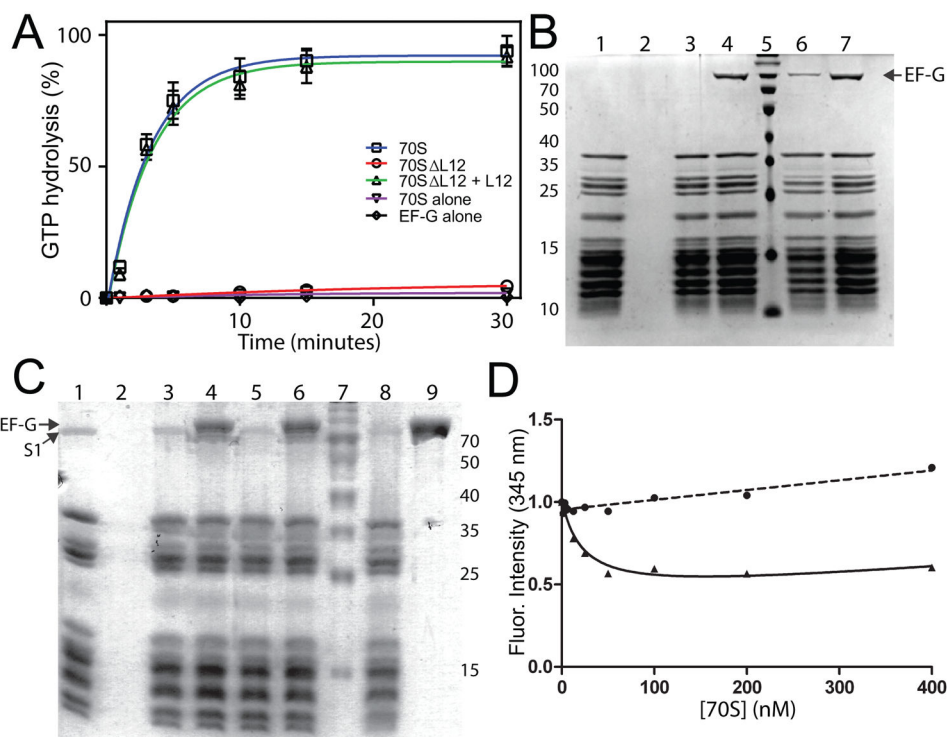 A
GTP hydrolysis (%)
100
50
0
10
20
30
Time (minutes)
70S
70SΔL12
70SΔL12 + L12
70S alone
EF-G alone
B
1 2 3 4 5 6 7
100
70
50
40
35
25
15
10
EF-G
C
1 2 3 4 5 6 7 8 9
EF-G
S1
70
50
40
35
25
15
D
Fluor. Intensity (345 nm)
1.5
1.0
0.5
0.0
0 100 200 300 400
[70S] (nM)